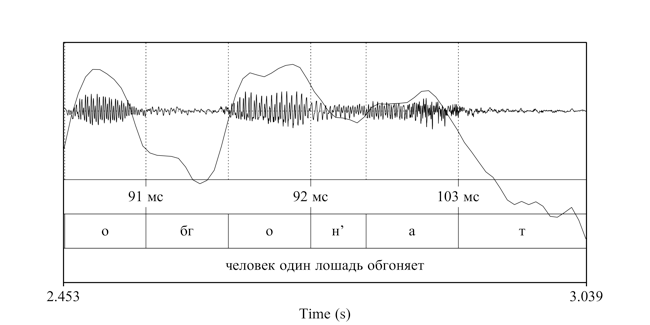 91 мс 92 мс 103 мс
о бг о н’ а т
человек один лошадь обгоняет
2.453 3.039
Time (s)